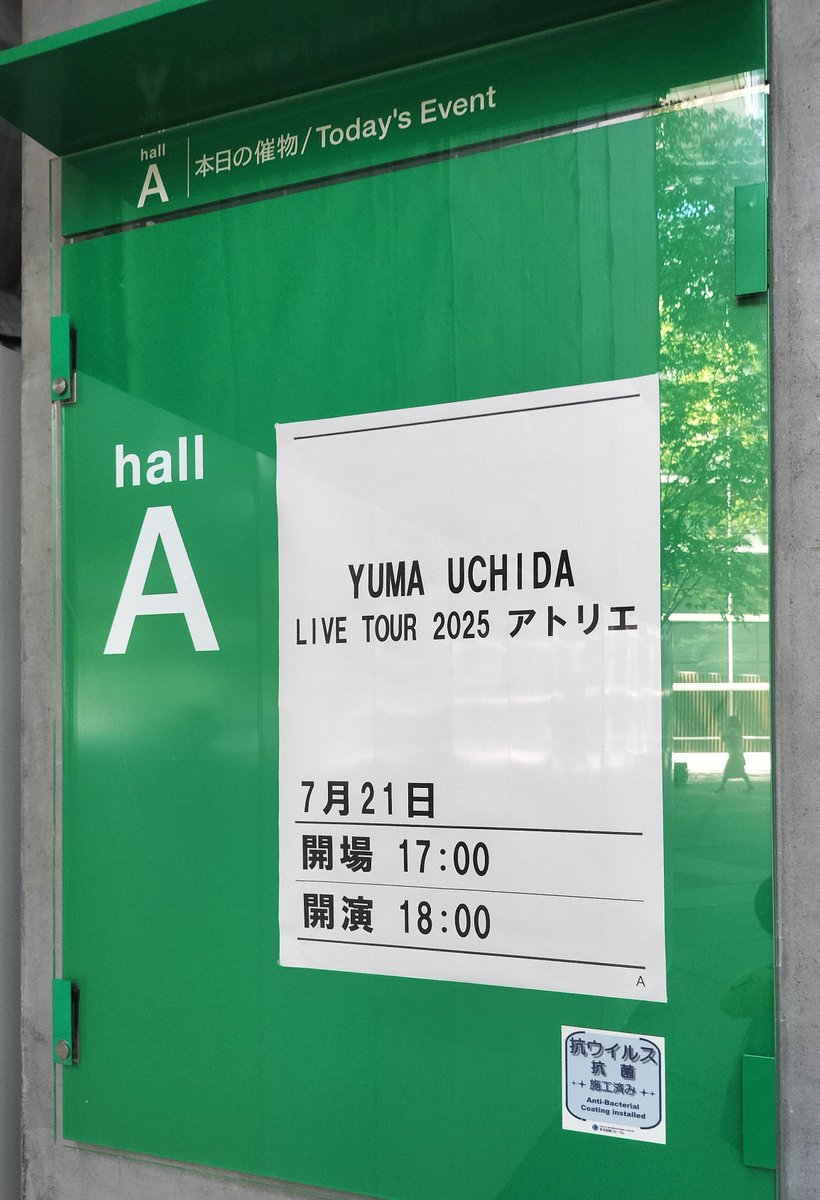 hall
A
本日の催物/Today's Event
hall
A
YUMA UCHIDA
LIVE TOUR 2025 アトリエ
7月21日
開場 17:00
開演 18:00
A
抗ウイルス
抗 菌
施工済み
Anti-Bacterial
Coating installed